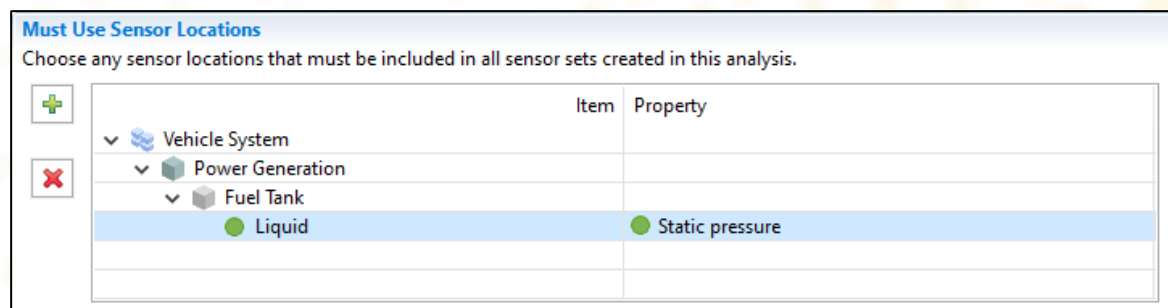 Must Use Sensor Locations
Choose any sensor locations that must be included in all sensor sets created in this analysis.
Item Property
Vehicle System
Power Generation
Fuel Tank
Liquid Static pressure